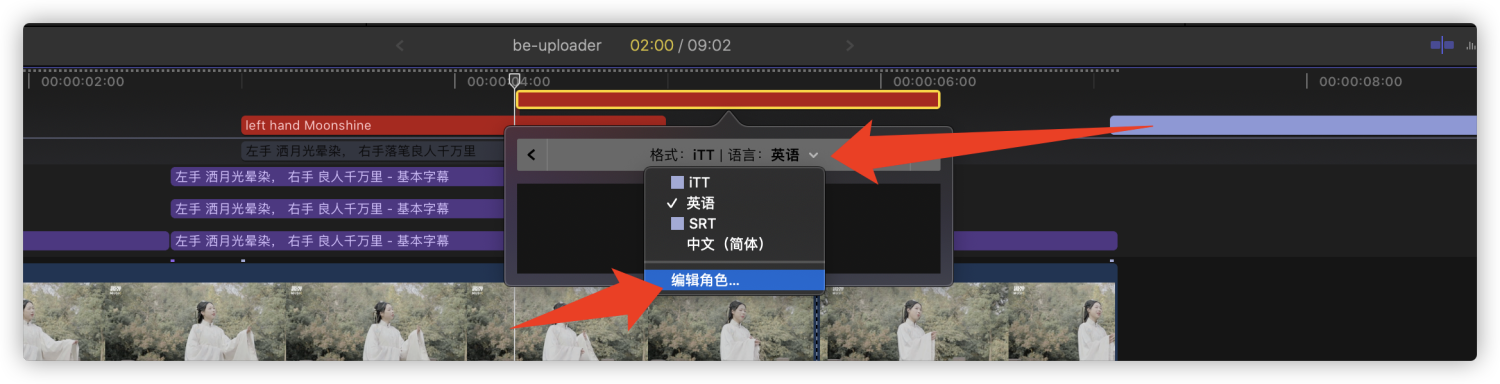 be-uploader 02:00 / 09:02
00:00:02:00 00:00:04:00 00:00:06:00 00:00:08:00
left hand Moonshine
左手 洒月光晕染， 右手落笔良人千万里
格式：iTT | 语言：英语
左手 洒月光晕染， 右手 良人千万里 - 基本字幕
左手 洒月光晕染， 右手 良人千万里 - 基本字幕
左手 洒月光晕染， 右手 良人千万里 - 基本字幕
iTT
英语
SRT
中文（简体）
编辑角色...